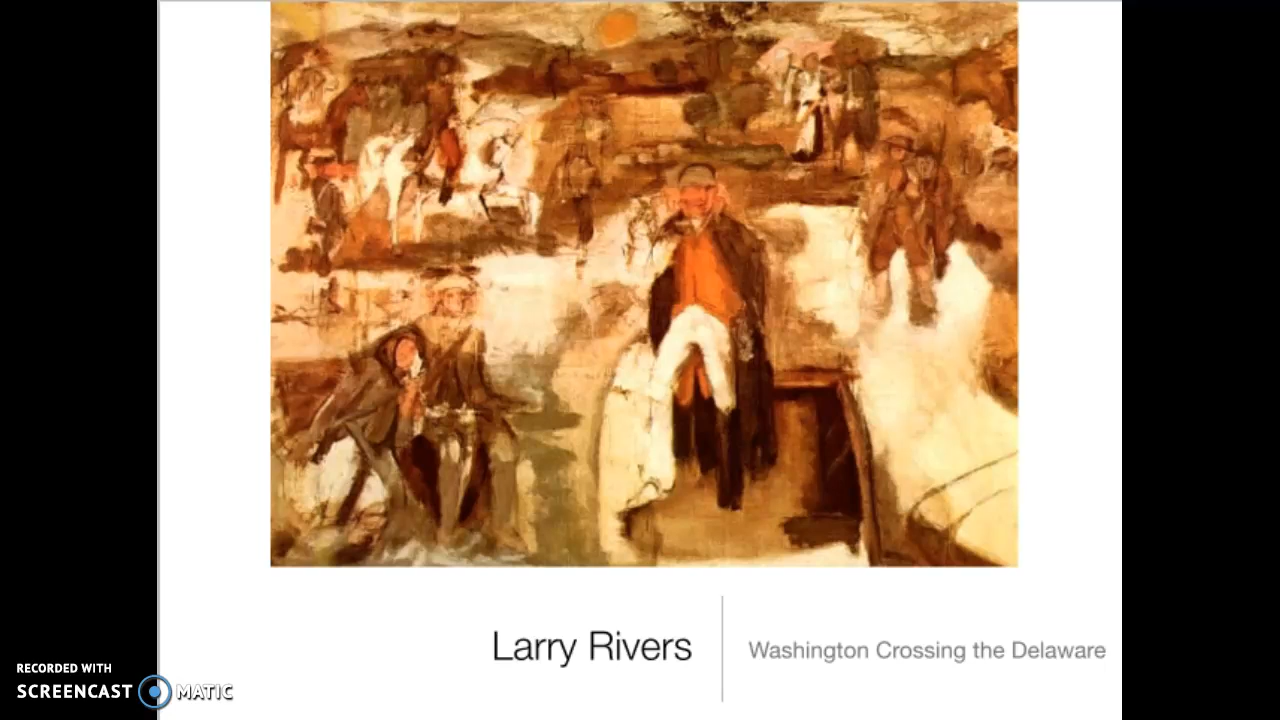 Larry Rivers
Washington Crossing the Delaware
RECORDED WITH
SCREENCAST MATIC